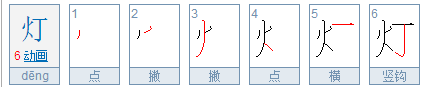 灯 1 2 3 4 5 6
6 动画
dēng 点 撇 撇 点 横 竖钩